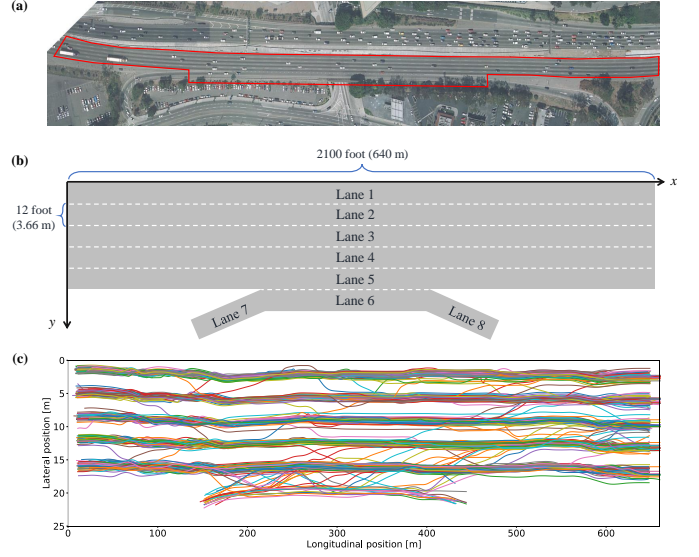 (a)
(b)
2100 foot (640 m)
x
Lane 1
12 foot
(3.66 m)
Lane 2
Lane 3
Lane 4
Lane 5
y
Lane 7
Lane 6
Lane 8
(c)
0
5
10
15
20
25
Lateral position [m]
0 100 200 300 400 500 600
Longitudinal position [m]